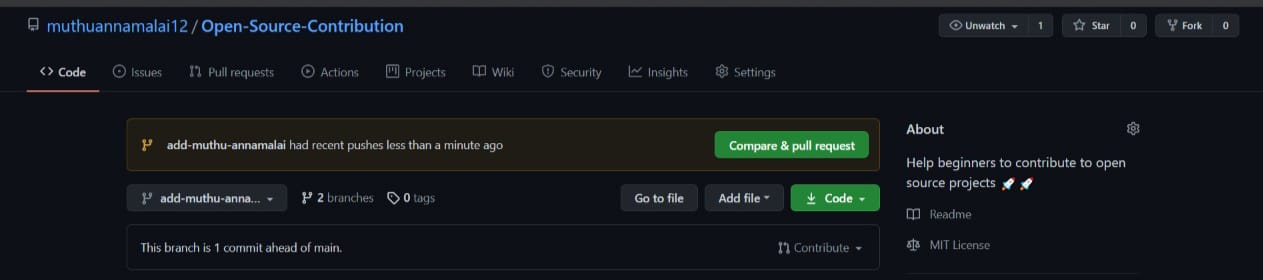 muthuannamalai12 / Open-Source-Contribution
Unwatch 1 Star 0 Fork 0
Code Issues Pull requests Actions Projects Wiki Security Insights Settings
add-muthu-annamalai had recent pushes less than a minute ago
Compare & pull request
add-muthu-anna... 2 branches 0 tags
Go to file Add file Code
This branch is 1 commit ahead of main.
Contribute
About
Help beginners to contribute to open
source projects 🚀 🚀
Readme
MIT License